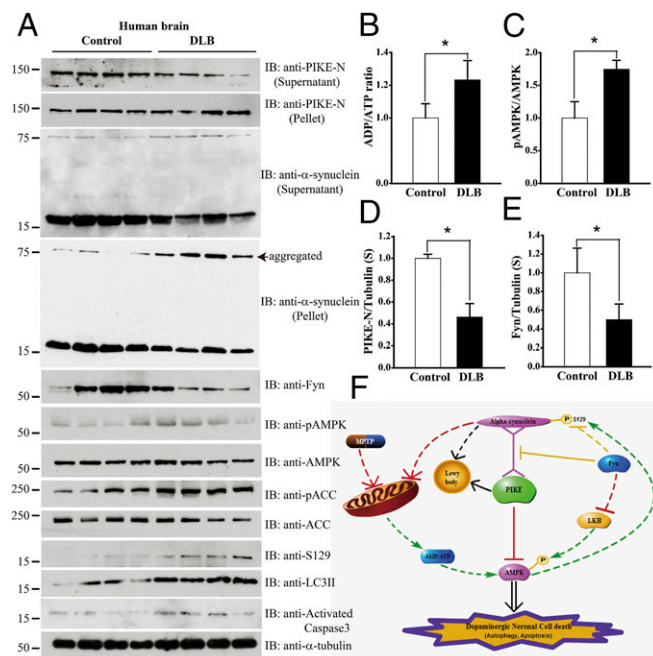 A
Human brain
Control DLB
150
IB: anti-PIKE-N
(Supernatant)
150
IB: anti-PIKE-N
(Pellet)
75
IB: anti-α-synuclein
(Supernatant)
15
75
aggregated
IB: anti-α-synuclein
(Pellet)
15
50
IB: anti-Fyn
IB: anti-pAMPK
50
IB: anti-AMPK
250
IB: anti-pACC
250
IB: anti-ACC
15
IB: anti-S129
15
IB: anti-LC3II
15
IB: anti-Activated
Caspase3
50
IB: anti-α-tubulin
B
ADP/ATP ratio
1.4
1.2
1.0
0.8
0.6
*
Control DLB
C
pAMPK/AMPK
2.0
1.5
1.0
0.5
0.0
*
Control DLB
D
PIKE-N/Tubulin (S)
1.4
1.2
1.0
0.8
0.6
0.4
0.2
0.0
*
Control DLB
E
Fyn/Tubulin (S)
1.4
1.2
1.0
0.8
0.6
0.4
0.2
0.0
*
Control DLB
F
Alpha-synuclein
P
S129
MPTP
Lewy
body
PIKE
Fyn
LKB
AMP-ATP
P
AMPK
Dopaminergic Neronal Cell death
(Autophagy, Apoptosis)